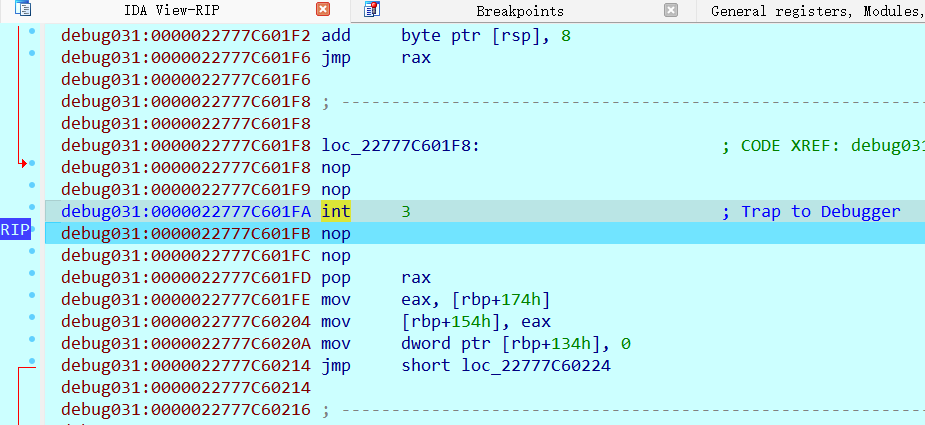 IDA View-RIP Breakpoints General registers, Modules,
debug031:0000022777C601F2 add byte ptr [rsp], 8
debug031:0000022777C601F6 jmp rax
debug031:0000022777C601F6
debug031:0000022777C601F8 ; ----------------------------------------------------------
debug031:0000022777C601F8
debug031:0000022777C601F8 loc_22777C601F8: ; CODE XREF: debug031
debug031:0000022777C601F8 nop
debug031:0000022777C601F9 nop
debug031:0000022777C601FA int 3 ; Trap to Debugger
RIP debug031:0000022777C601FB nop
debug031:0000022777C601FC nop
debug031:0000022777C601FD pop rax
debug031:0000022777C601FE mov eax, [rbp+174h]
debug031:0000022777C60204 mov [rbp+154h], eax
debug031:0000022777C6020A mov dword ptr [rbp+134h], 0
debug031:0000022777C60214 jmp short loc_22777C60224
debug031:0000022777C60214
debug031:0000022777C60216 ; ----------------------------------------------------------